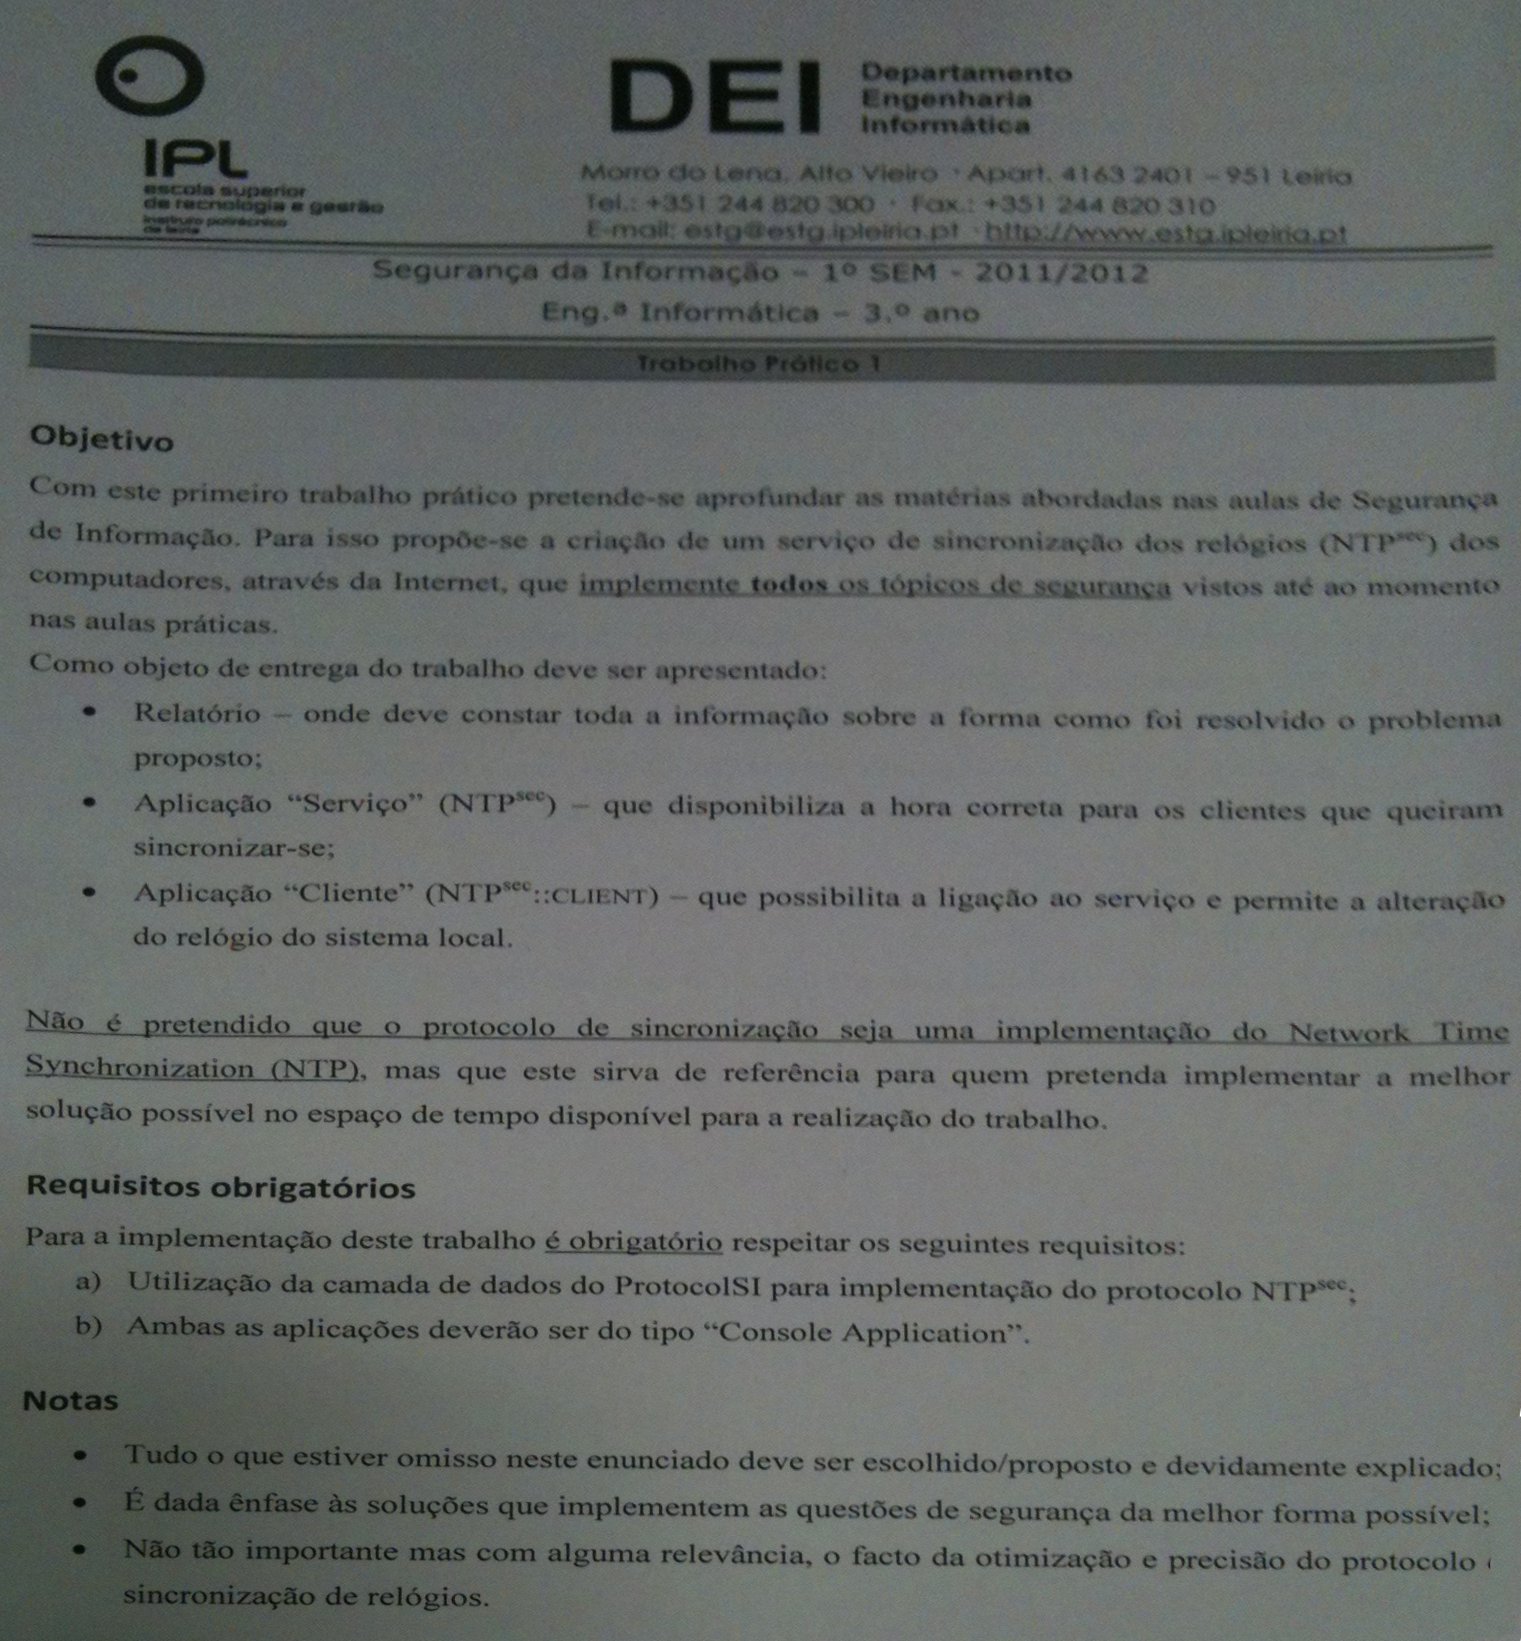 IPL
escola superior
de tecnologia e gestão
instituto politécnico
de leiria
DEI
Departamento
Engenharia
Informática
Morro do Lena, Alto Vieiro · Apart. 4163 2401 – 951 Leiria
Tel.: +351 244 820 300 · Fax.: +351 244 820 310
E-mail: estg@estg.ipleiria.pt · http://www.estg.ipleiria.pt
Segurança da Informação – 1º SEM - 2011/2012
Eng.ª Informática – 3.º ano
Trabalho Prático 1
Objetivo
Com este primeiro trabalho prático pretende-se aprofundar as matérias abordadas nas aulas de Segurança
de Informação. Para isso propõe-se a criação de um serviço de sincronização dos relógios (NTPsec) dos
computadores, através da Internet, que implemente todos os tópicos de segurança vistos até ao momento
nas aulas práticas.
Como objeto de entrega do trabalho deve ser apresentado:
• Relatório – onde deve constar toda a informação sobre a forma como foi resolvido o problema
proposto;
• Aplicação “Serviço” (NTPsec) – que disponibiliza a hora correta para os clientes que queiram
sincronizar-se;
• Aplicação “Cliente” (NTPsec::CLIENT) – que possibilita a ligação ao serviço e permite a alteração
do relógio do sistema local.
Não é pretendido que o protocolo de sincronização seja uma implementação do Network Time
Synchronization (NTP), mas que este sirva de referência para quem pretenda implementar a melhor
solução possível no espaço de tempo disponível para a realização do trabalho.
Requisitos obrigatórios
Para a implementação deste trabalho é obrigatório respeitar os seguintes requisitos:
a) Utilização da camada de dados do ProtocolSI para implementação do protocolo NTPsec;
b) Ambas as aplicações deverão ser do tipo “Console Application”.
Notas
• Tudo o que estiver omisso neste enunciado deve ser escolhido/proposto e devidamente explicado;
• É dada ênfase às soluções que implementem as questões de segurança da melhor forma possível;
• Não tão importante mas com alguma relevância, o facto da otimização e precisão do protocolo
sincronização de relógios.